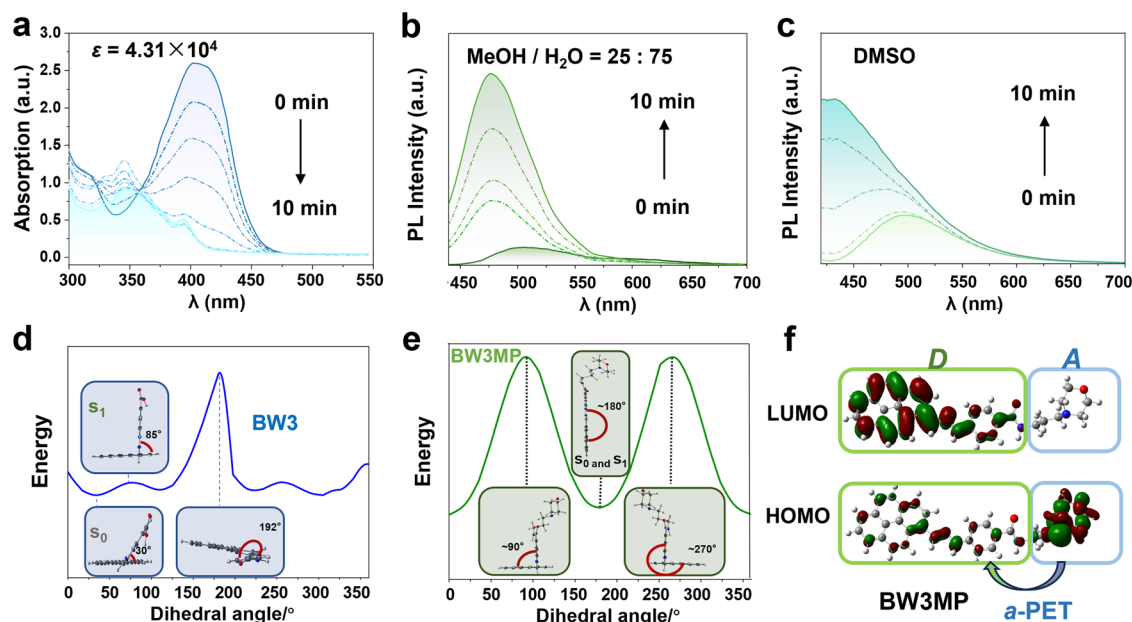 a
ε = 4.31×10⁴
0 min
10 min
Absorption (a.u.)
3.0
2.5
2.0
1.5
1.0
0.5
0.0
300 350 400 450 500 550
λ (nm)
b
MeOH / H₂O = 25 : 75
10 min
0 min
PL Intensity (a.u.)
450 500 550 600 650 700
λ (nm)
c
DMSO
10 min
0 min
PL Intensity (a.u.)
450 500 550 600 650 700
λ (nm)
d
S₁
85°
BW3
S₀
30°
192°
Energy
0 50 100 150 200 250 300 350
Dihedral angle/°
e
BW3MP
~180°
S₀ and S₁
~90°
~270°
Energy
0 50 100 150 200 250 300 350
Dihedral angle/°
f
D A
LUMO
HOMO
BW3MP
a-PET